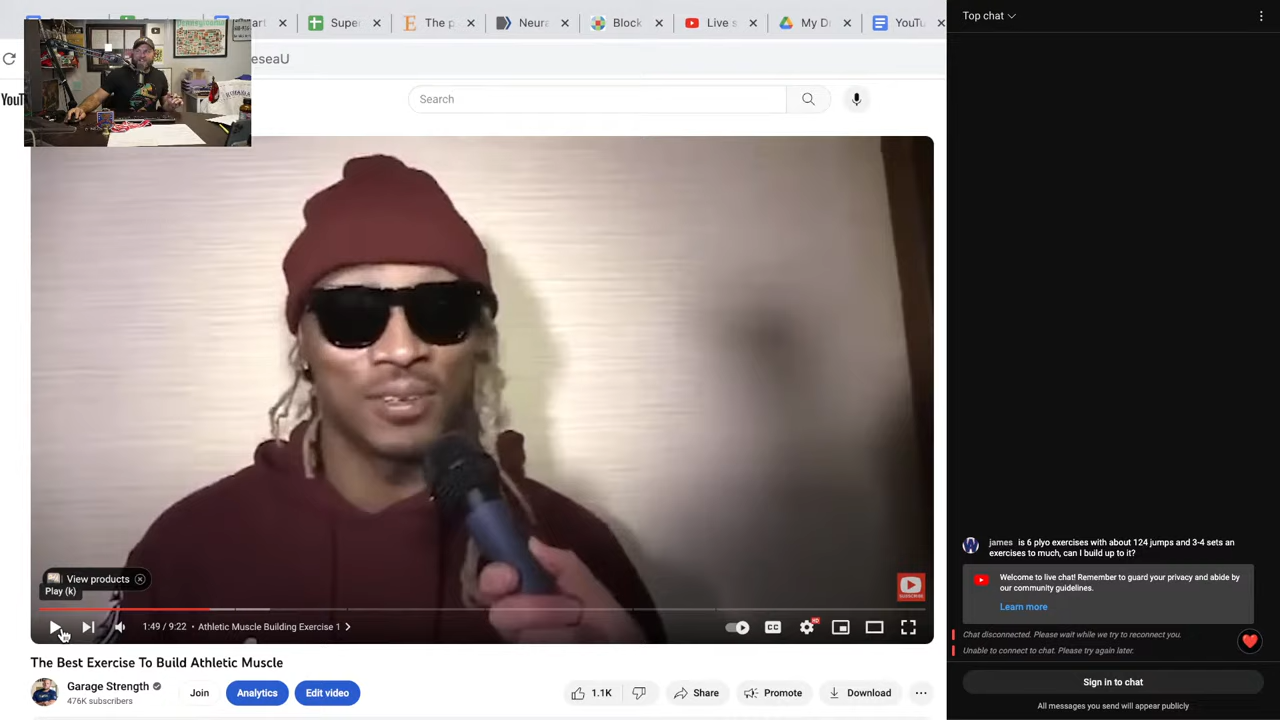 art
Super
The p
Neura
Block
Live s
My D
YouTu
eseaU
Search
View products
Play (k)
1:49 / 9:22 • Athletic Muscle Building Exercise 1
SUBSCRIBE
CC
HD
The Best Exercise To Build Athletic Muscle
Garage Strength
476K subscribers
Join
Analytics
Edit video
1.1K
Share
Promote
Download
Top chat
james is 6 plyo exercises with about 124 jumps and 3-4 sets an
exercises to much, can I build up to it?
Welcome to live chat! Remember to guard your privacy and abide by
our community guidelines.
Learn more
Chat disconnected. Please wait while we try to reconnect you.
Unable to connect to chat. Please try again later.
Sign in to chat
All messages you send will appear publicly